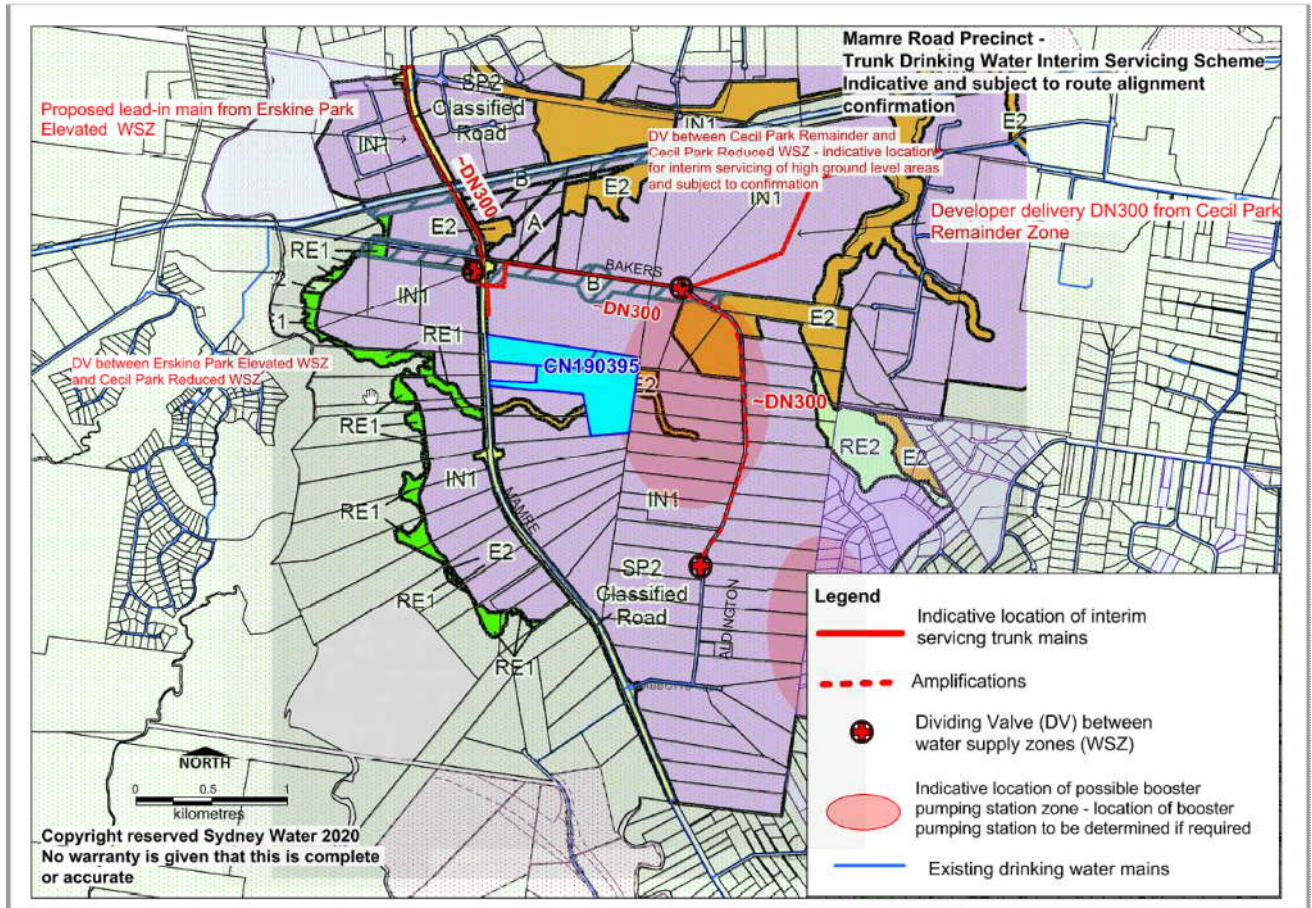 Mamre Road Precinct -
Trunk Drinking Water Interim Servicing Scheme
Indicative and subject to route alignment
confirmation
Proposed lead-in main from Erskine Park
Elevated WSZ
SP2
Classified
Road
IN1
IN1
E2
DV between Cecil Park Remainder and
Cecil Park Reduced WSZ - indicative location
for interim servicing of high ground level areas
and subject to confirmation
~DN300
B
E2
IN1
E2
A
Developer delivery DN300 from Cecil Park
Remainder Zone
RE1
BAKERS
B
IN1
~DN300
E2
RE1
DV between Erskine Park Elevated WSZ
and Cecil Park Reduced WSZ
CN190395
E2
~DN300
RE1
RE2
E2
IN1
IN1
MAMRE
RE1
E2
SP2
Classified
Road
ALDINGTON
RE1
RE1
Legend
Indicative location of interim
servicng trunk mains
Amplifications
Dividing Valve (DV) between
water supply zones (WSZ)
Indicative location of possible booster
pumping station zone - location of booster
pumping station to be determined if required
Existing drinking water mains
NORTH
0 1
kilometres
Copyright reserved Sydney Water 2020
No warranty is given that this is complete
or accurate